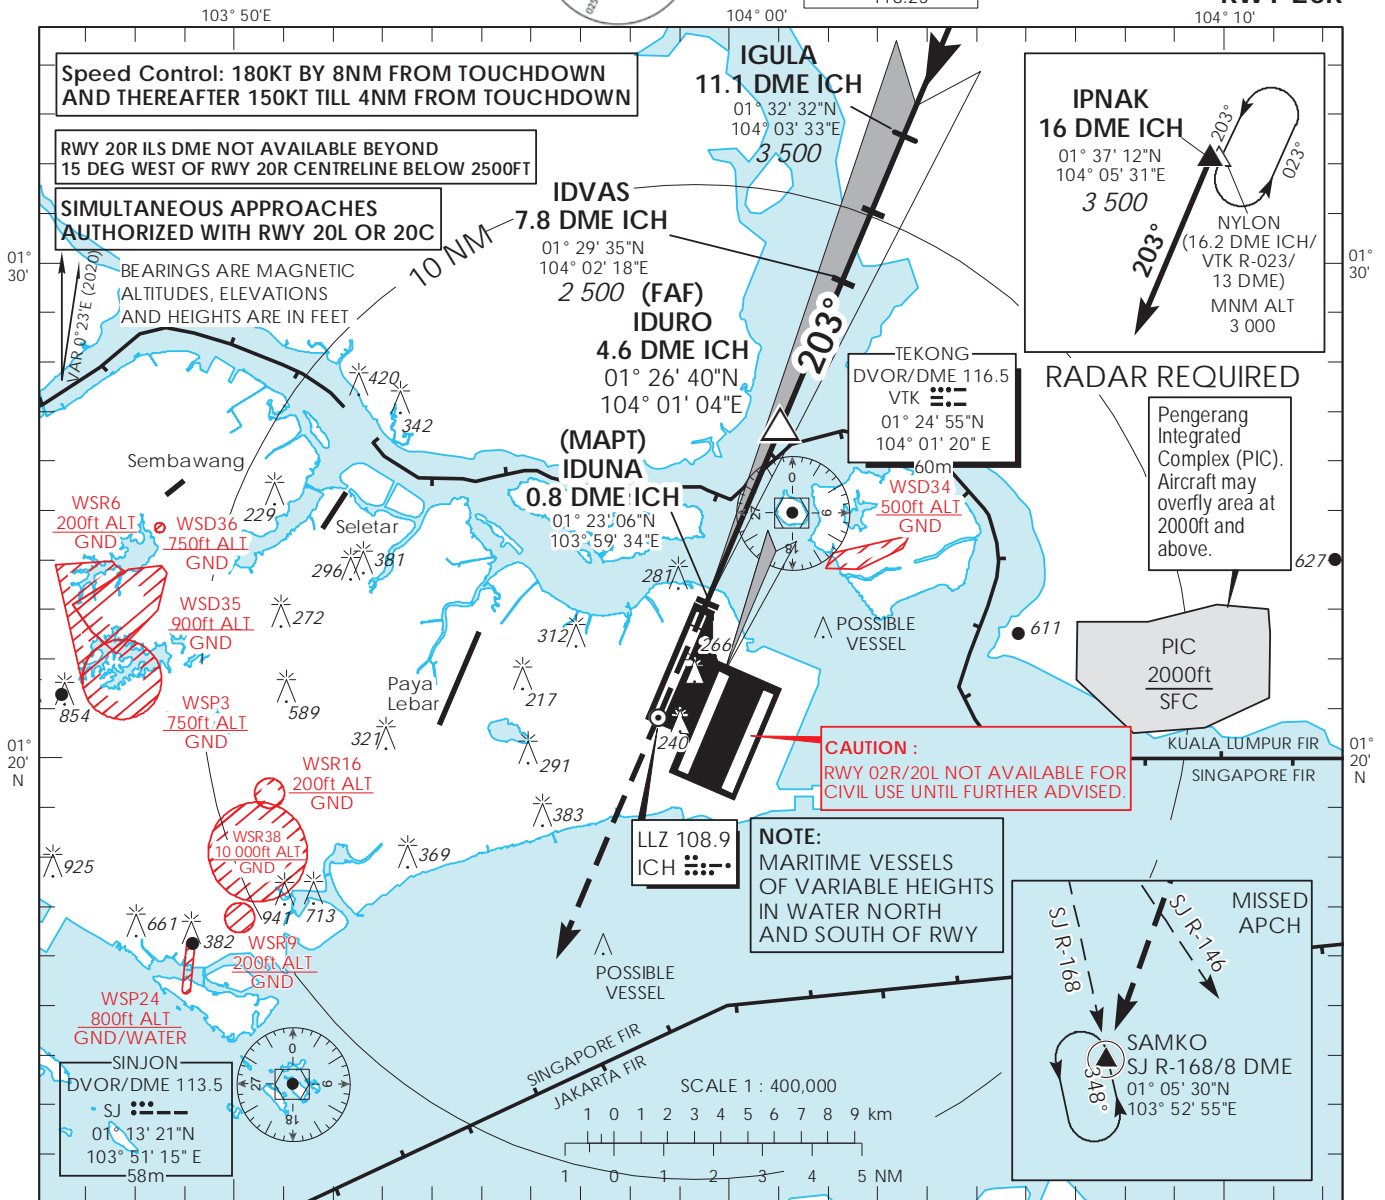 103° 50'E
104° 00'
104° 10'
Speed Control: 180KT BY 8NM FROM TOUCHDOWN
AND THEREAFTER 150KT TILL 4NM FROM TOUCHDOWN
RWY 20R ILS DME NOT AVAILABLE BEYOND
15 DEG WEST OF RWY 20R CENTRELINE BELOW 2500FT
SIMULTANEOUS APPROACHES
AUTHORIZED WITH RWY 20L OR 20C
BEARINGS ARE MAGNETIC
ALTITUDES, ELEVATIONS
AND HEIGHTS ARE IN FEET
VAR 0°23'E (2020)
01°
30'
10 NM
IGULA
11.1 DME ICH
01° 32' 32"N
104° 03' 33"E
3 500
IDVAS
7.8 DME ICH
01° 29' 35"N
104° 02' 18"E
2 500
(FAF)
IDURO
4.6 DME ICH
01° 26' 40"N
104° 01' 04"E
(MAPT)
IDUNA
0.8 DME ICH
01° 23' 06"N
103° 59' 34"E
203°
IPNAK
16 DME ICH
01° 37' 12"N
104° 05' 31"E
3 500
203°
023°
203°
NYLON
(16.2 DME ICH/
VTK R-023/
13 DME)
MNM ALT
3 000
01°
30'
RADAR REQUIRED
TEKONG
DVOR/DME 116.5
VTK
01° 24' 55"N
104° 01' 20" E
60m
Pengerang
Integrated
Complex (PIC).
Aircraft may
overfly area at
2000ft and
above.
WSD34
500ft ALT
GND
0
9
18
27
420
342
Sembawang
229
Seletar
296
381
272
281
312
266
217
Paya
Lebar
589
321
291
240
383
369
854
925
661
382
941
713
627
611
WSR6
200ft ALT
GND
WSD36
750ft ALT
GND
WSD35
900ft ALT
GND
WSP3
750ft ALT
GND
WSR16
200ft ALT
GND
WSR38
10 000ft ALT
GND
WSR9
200ft ALT
GND
WSP24
800ft ALT
GND/WATER
POSSIBLE
VESSEL
PIC
2000ft
SFC
01°
20'
N
CAUTION :
RWY 02R/20L NOT AVAILABLE FOR
CIVIL USE UNTIL FURTHER ADVISED.
KUALA LUMPUR FIR
SINGAPORE FIR
01°
20'
N
LLZ 108.9
ICH
NOTE:
MARITIME VESSELS
OF VARIABLE HEIGHTS
IN WATER NORTH
AND SOUTH OF RWY
POSSIBLE
VESSEL
MISSED
APCH
SJ R-168
SJ R-146
SAMKO
SJ R-168/8 DME
01° 05' 30"N
103° 52' 55"E
348°
SINJON
DVOR/DME 113.5
SJ
01° 13' 21"N
103° 51' 15" E
58m
0
9
18
27
SINGAPORE FIR
JAKARTA FIR
SCALE 1 : 400,000
1 0 1 2 3 4 5 6 7 8 9 km
1 0 1 2 3 4 5 NM